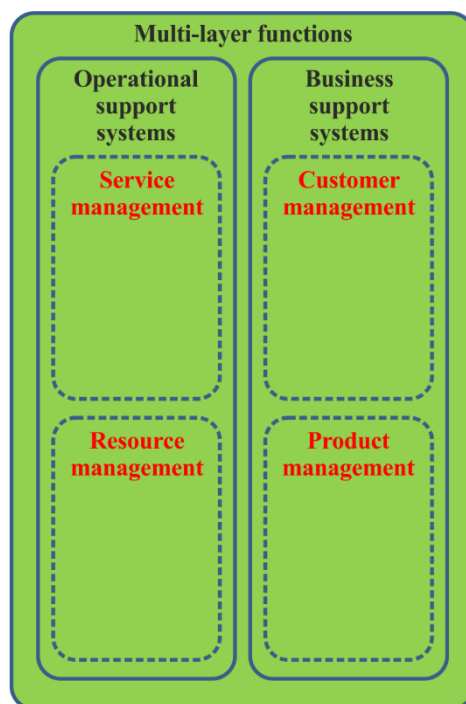 Multi-layer functions
Operational
support
systems
Service
management
Resource
management
Business
support
systems
Customer
management
Product
management